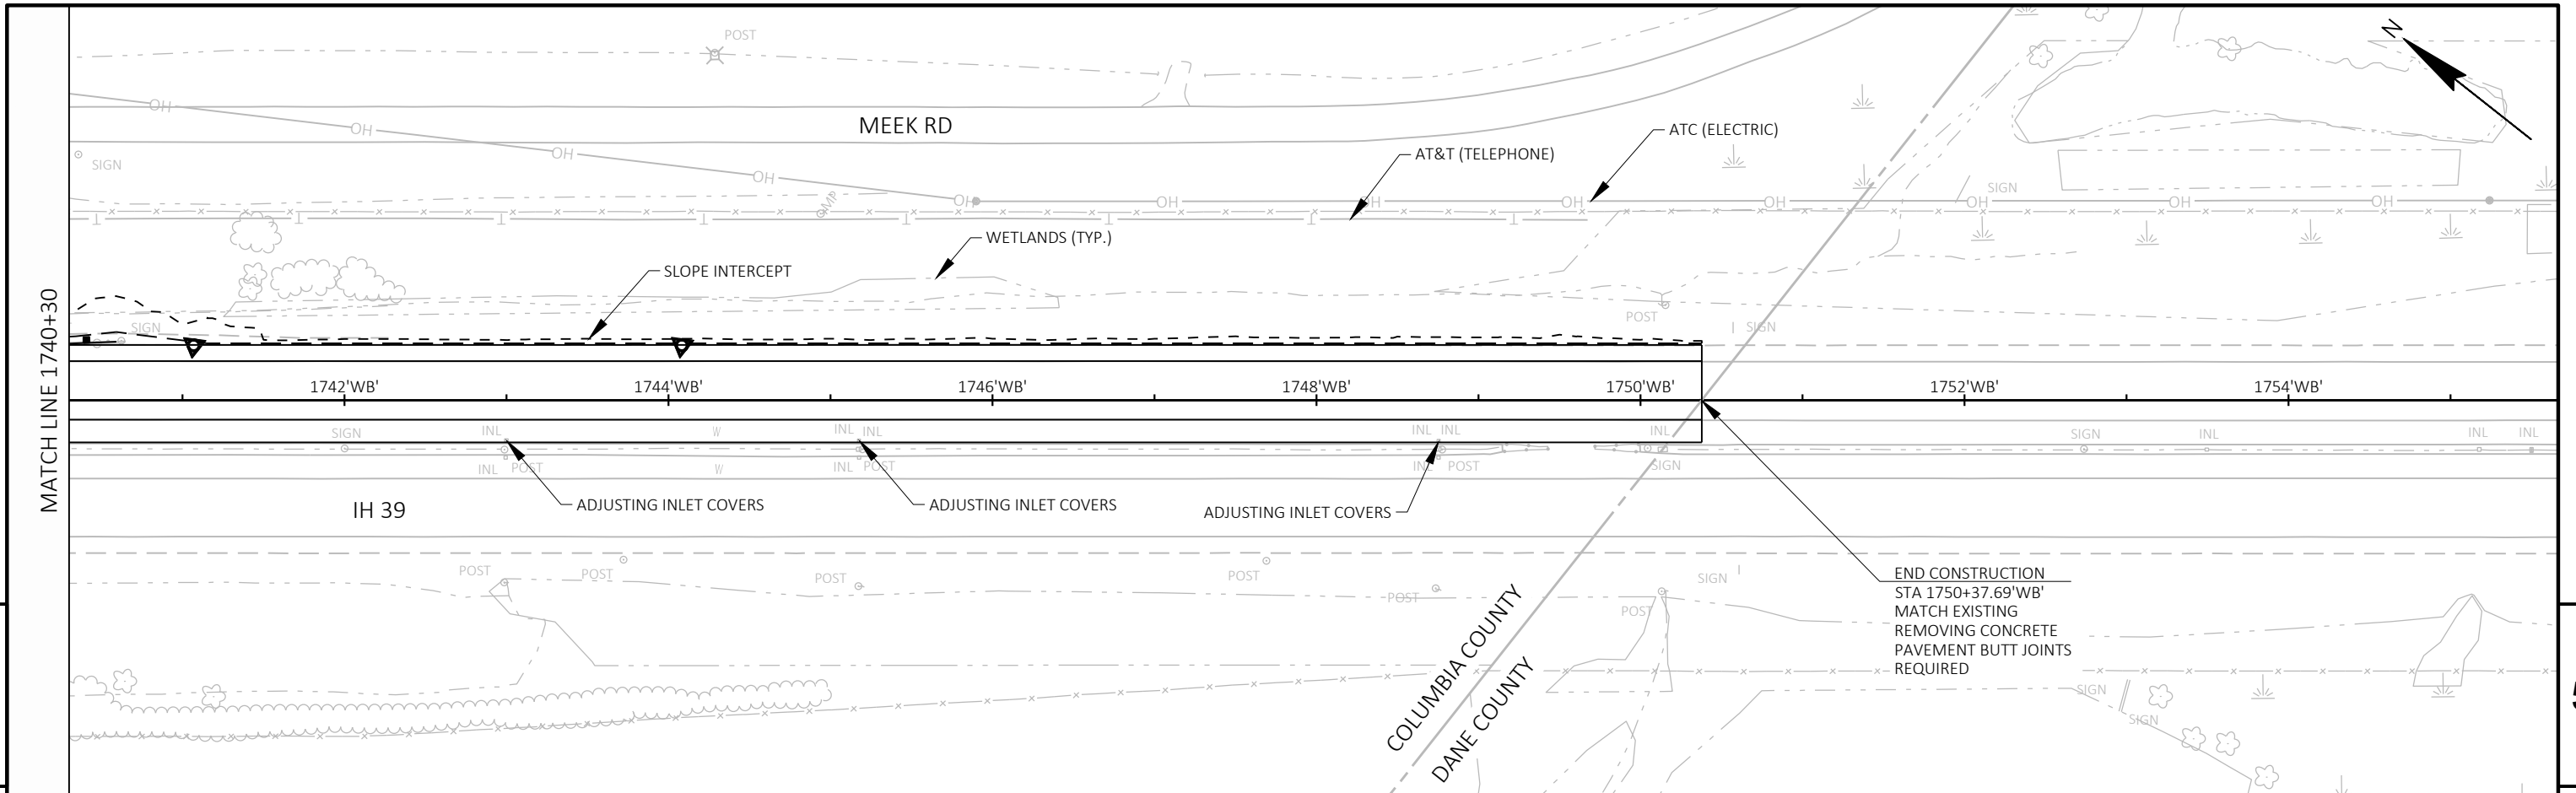 POST
N
OH
OH
MEEK RD
ATC (ELECTRIC)
OH
AT&T (TELEPHONE)
SIGN
OH
SIGN
OH
OH
OH
OH
OH
OH
OH
OH
WETLANDS (TYP.)
SLOPE INTERCEPT
MATCH LINE 1740+30
SIGN
POST
SIGN
1742'WB'
1744'WB'
1746'WB'
1748'WB'
1750'WB'
1752'WB'
1754'WB'
SIGN
INL
W
INL INL
INL INL
INL
SIGN
INL
INL
INL
INL POST
W
INL POST
INL POST
SIGN
IH 39
ADJUSTING INLET COVERS
ADJUSTING INLET COVERS
ADJUSTING INLET COVERS
POST
POST
POST
POST
POST
SIGN
POST
COLUMBIA COUNTY
DANE COUNTY
END CONSTRUCTION
STA 1750+37.69'WB'
MATCH EXISTING
REMOVING CONCRETE
PAVEMENT BUTT JOINTS
REQUIRED
SIGN
SIGN